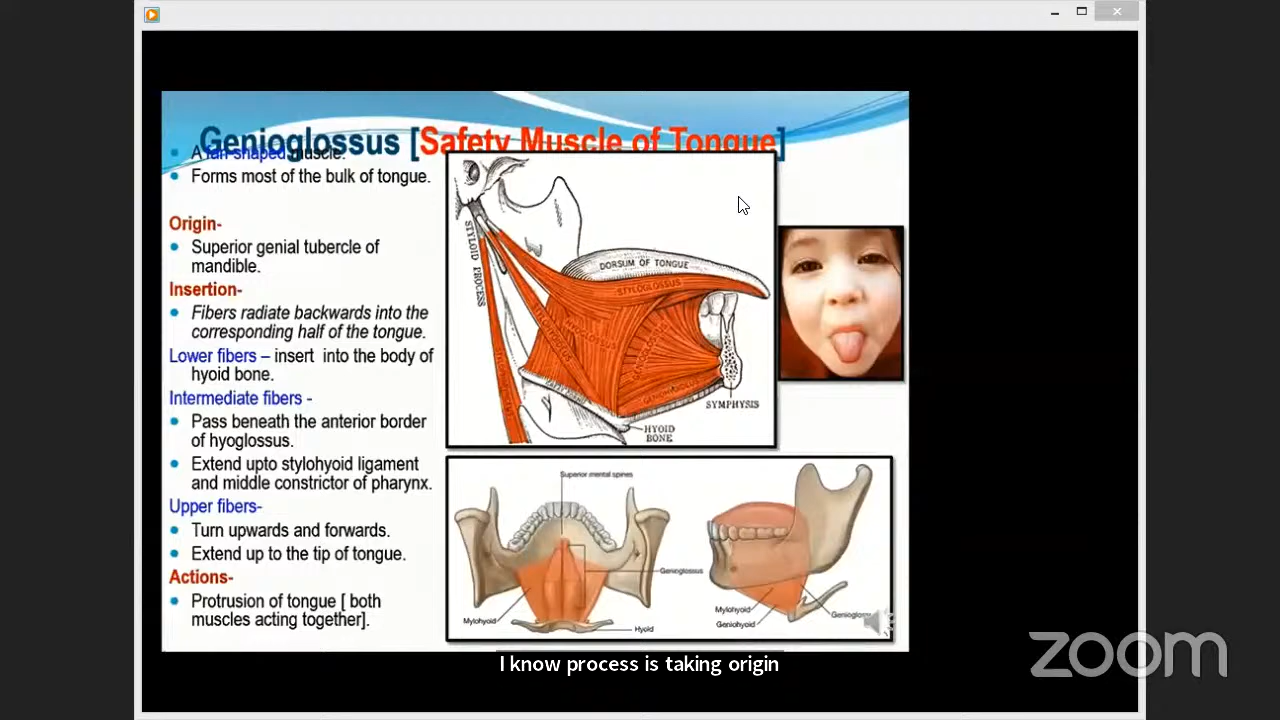 Genioglossus [Safety Muscle of Tongue]
A fan-shaped muscle.
Forms most of the bulk of tongue.
Origin-
Superior genial tubercle of
mandible.
Insertion-
Fibers radiate backwards into the
corresponding half of the tongue.
Lower fibers – insert into the body of
hyoid bone.
Intermediate fibers -
Pass beneath the anterior border
of hyoglossus.
Extend upto stylohyoid ligament
and middle constrictor of pharynx.
Upper fibers-
Turn upwards and forwards.
Extend up to the tip of tongue.
Actions-
Protrusion of tongue [ both
muscles acting together].
STYLOID PROCESS
DORSUM OF TONGUE
STYLOGLOSSUS
HYOGLOSSUS
GENIOGLOSSUS
GENIOHYOID
SYMPHYSIS
HYOID
BONE
Superior mental spines
Genioglossus
Mylohyoid
Hyoid
Mylohyoid
Geniohyoid
I know process is taking origin
zoom